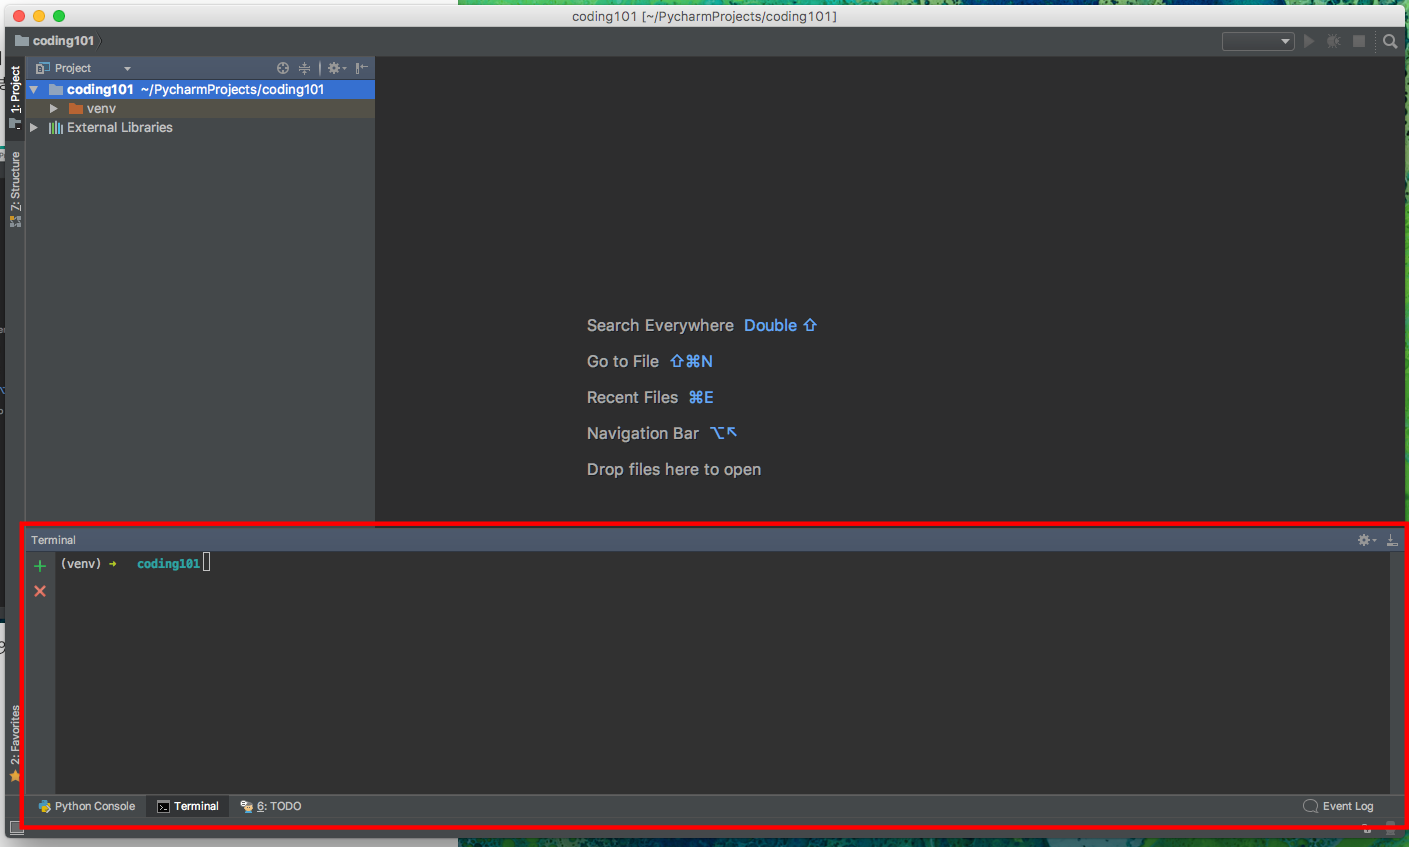 coding101 [~/PycharmProjects/coding101]
coding101
Project
1: Project
coding101 ~/PycharmProjects/coding101
venv
External Libraries
7: Structure
Search Everywhere Double ⇧
Go to File ⇧⌘N
Recent Files ⌘E
Navigation Bar ⌥↖
Drop files here to open
Terminal
(venv) → coding101
2: Favorites
Python Console
Terminal
6: TODO
Event Log